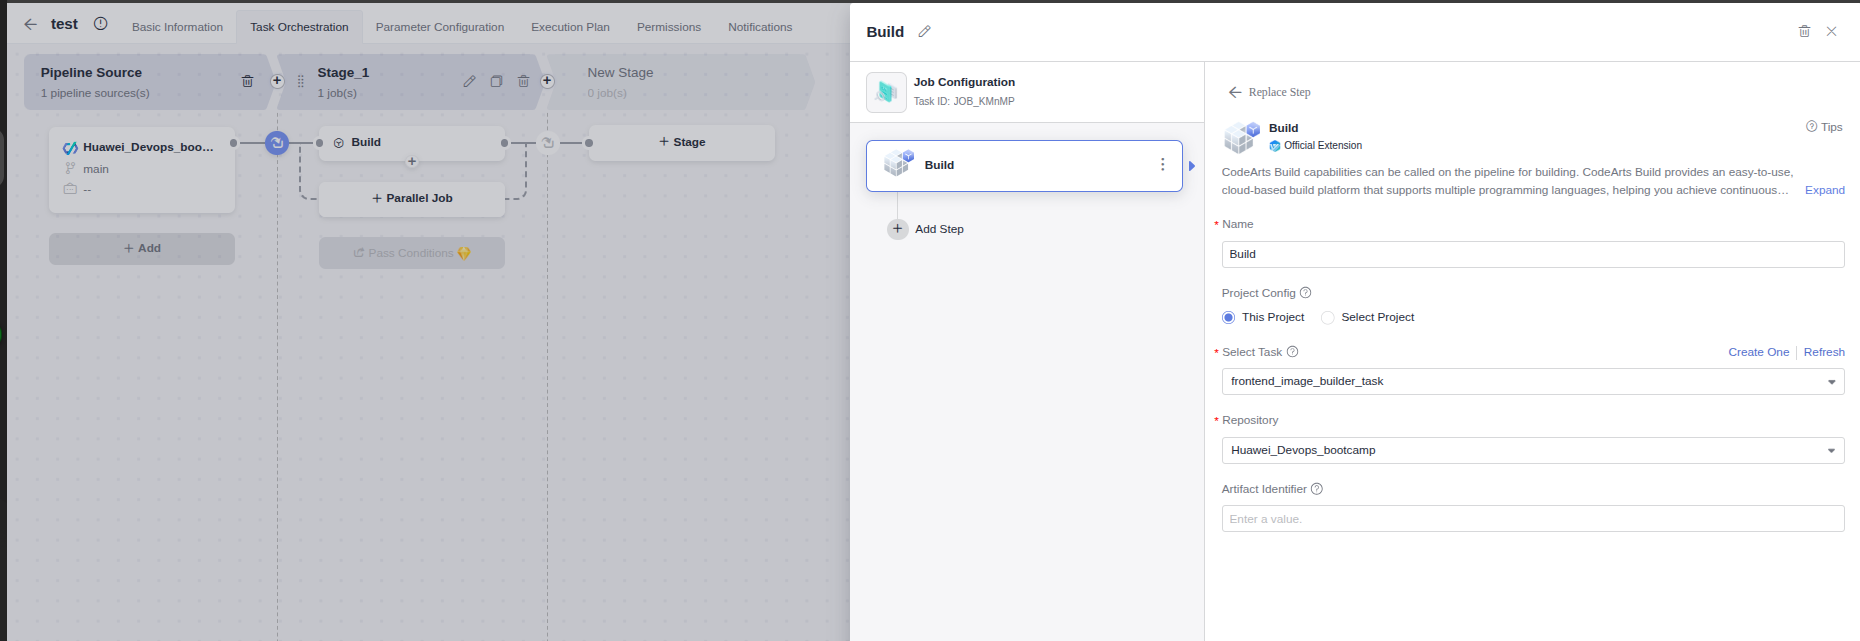 test
Basic Information
Task Orchestration
Parameter Configuration
Execution Plan
Permissions
Notifications
Pipeline Source
1 pipeline sources(s)
Stage_1
1 job(s)
New Stage
0 job(s)
Huawei_Devops_boo...
main
--
Add
Build
Parallel Job
Pass Conditions
Stage
Build
Job Configuration
Task ID: JOB_KMnMP
Build
Add Step
Replace Step
Build
Official Extension
Tips
CodeArts Build capabilities can be called on the pipeline for building. CodeArts Build provides an easy-to-use,
cloud-based build platform that supports multiple programming languages, helping you achieve continuous... Expand
* Name
Build
Project Config
This Project
Select Project
* Select Task
Create One
Refresh
frontend_image_builder_task
* Repository
Huawei_Devops_bootcamp
Artifact Identifier
Enter a value.